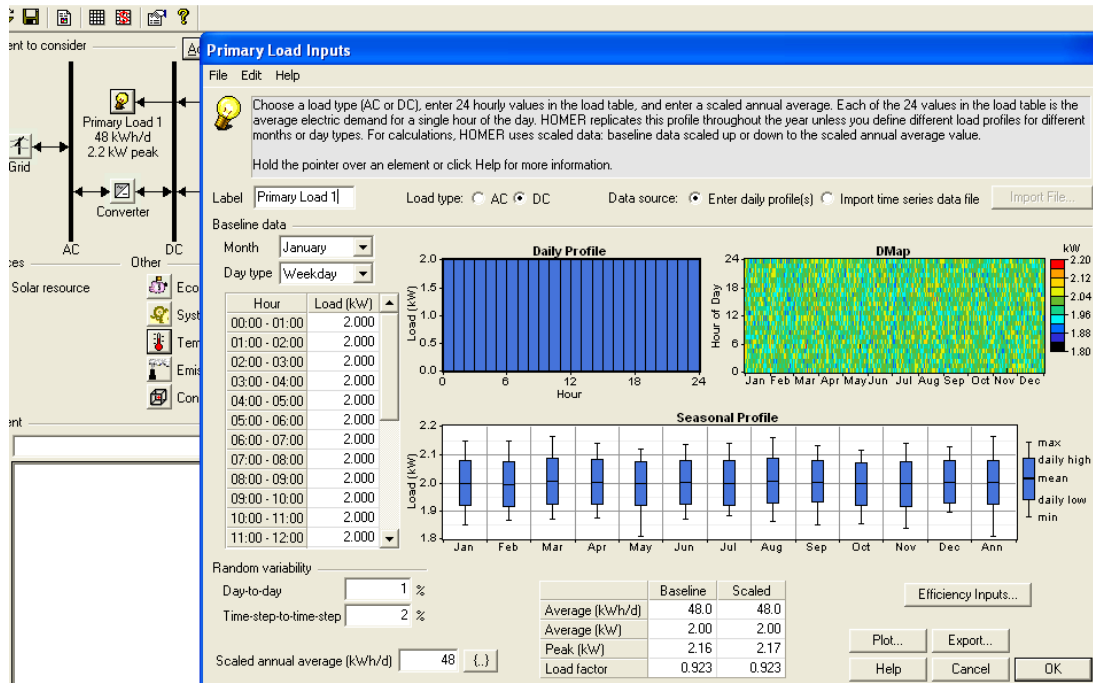 ent to consider
Primary Load 1
48 kWh/d
2.2 kW peak
Grid
Converter
AC
DC
Other
Solar resource
Primary Load Inputs
File Edit Help
Choose a load type (AC or DC), enter 24 hourly values in the load table, and enter a scaled annual average. Each of the 24 values in the load table is the
average electric demand for a single hour of the day. HOMER replicates this profile throughout the year unless you define different load profiles for different
months or day types. For calculations, HOMER uses scaled data: baseline data scaled up or down to the scaled annual average value.
Hold the pointer over an element or click Help for more information.
Label Primary Load 1 Load type: AC DC Data source: Enter daily profile(s) Import time series data file Import File...
Baseline data
Month January
Day type Weekday
Hour Load (kW)
00:00 - 01:00 2.000
01:00 - 02:00 2.000
02:00 - 03:00 2.000
03:00 - 04:00 2.000
04:00 - 05:00 2.000
05:00 - 06:00 2.000
06:00 - 07:00 2.000
07:00 - 08:00 2.000
08:00 - 09:00 2.000
09:00 - 10:00 2.000
10:00 - 11:00 2.000
11:00 - 12:00 2.000
Daily Profile
Load (kW)
2.0
1.5
1.0
0.5
0.0
0 6 12 18 24
Hour
DMap
Hour of Day
24
18
12
6
0
Jan Feb Mar Apr May Jun Jul Aug Sep Oct Nov Dec
kW
2.20
2.12
2.04
1.96
1.88
1.80
Seasonal Profile
Load (kW)
2.2
2.1
2.0
1.9
1.8
Jan Feb Mar Apr May Jun Jul Aug Sep Oct Nov Dec Ann
max
daily high
mean
daily low
min
Random variability
Day-to-day 1 %
Time-step-to-time-step 2 %
Scaled annual average (kWh/d) 48 {..}
Baseline Scaled
Average (kWh/d) 48.0 48.0
Average (kW) 2.00 2.00
Peak (kW) 2.16 2.17
Load factor 0.923 0.923
Efficiency Inputs...
Plot... Export...
Help Cancel OK